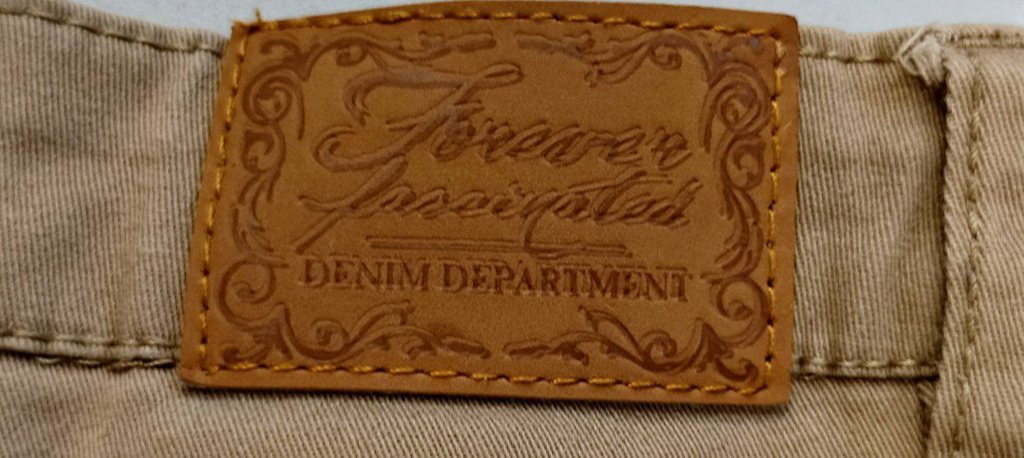 Forever
Fascinated
DENIM DEPARTMENT